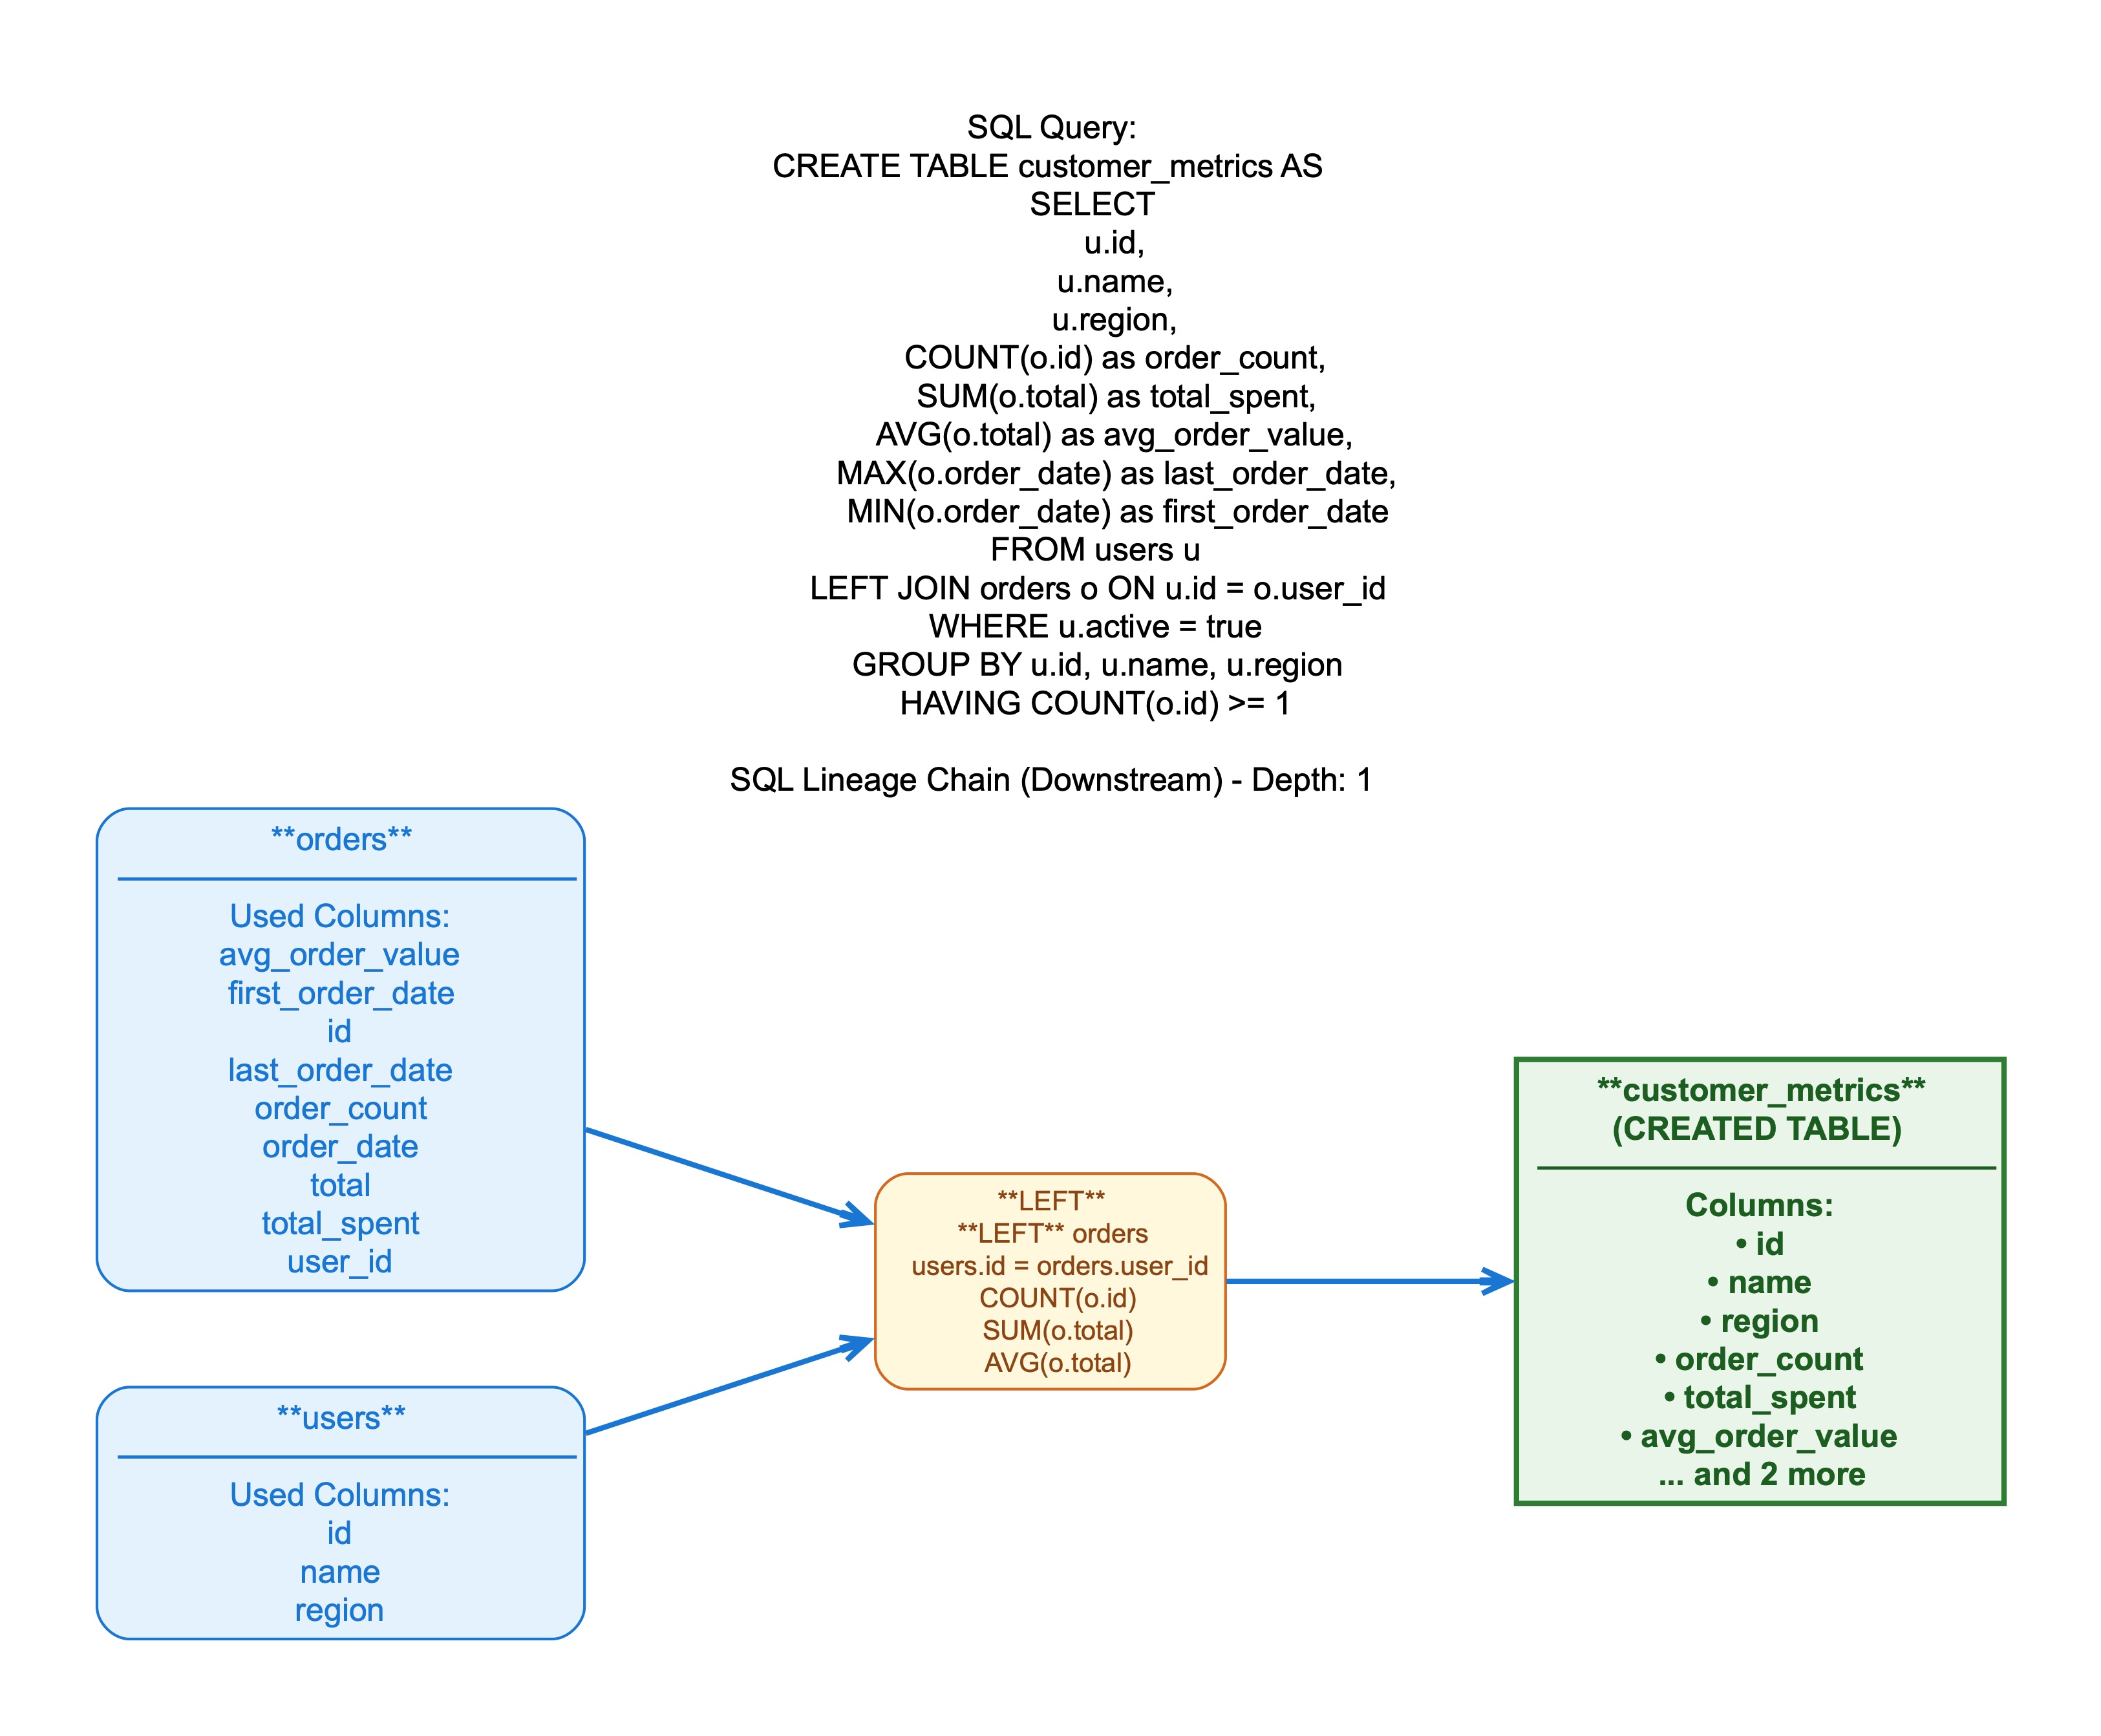 SQL Query:
CREATE TABLE customer_metrics AS
SELECT
u.id,
u.name,
u.region,
COUNT(o.id) as order_count,
SUM(o.total) as total_spent,
AVG(o.total) as avg_order_value,
MAX(o.order_date) as last_order_date,
MIN(o.order_date) as first_order_date
FROM users u
LEFT JOIN orders o ON u.id = o.user_id
WHERE u.active = true
GROUP BY u.id, u.name, u.region
HAVING COUNT(o.id) >= 1
SQL Lineage Chain (Downstream) - Depth: 1
**orders**
Used Columns:
avg_order_value
first_order_date
id
last_order_date
order_count
order_date
total
total_spent
user_id
**users**
Used Columns:
id
name
region
**LEFT**
**LEFT** orders
users.id = orders.user_id
COUNT(o.id)
SUM(o.total)
AVG(o.total)
**customer_metrics**
(CREATED TABLE)
Columns:
• id
• name
• region
• order_count
• total_spent
• avg_order_value
... and 2 more